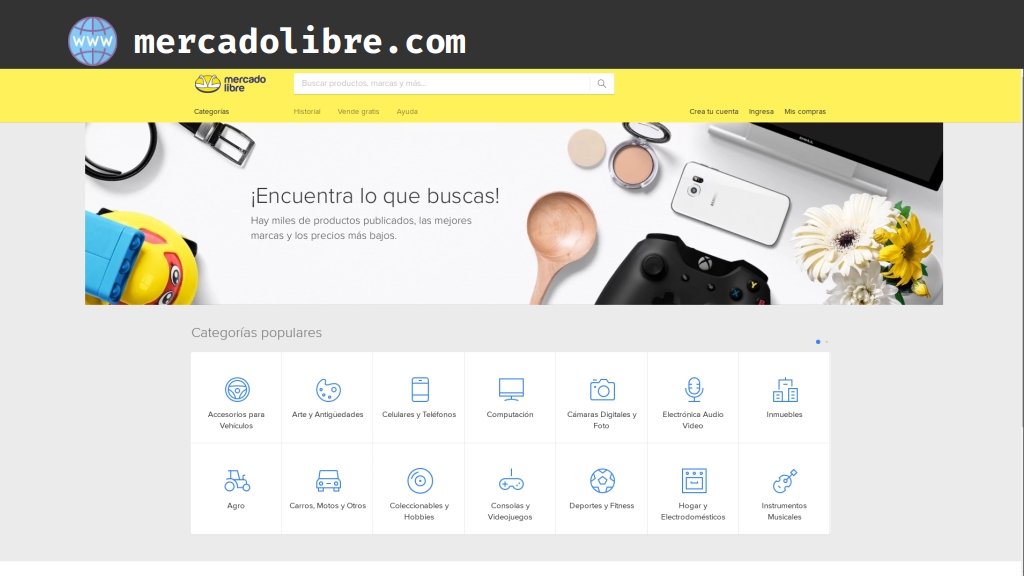 www
mercadolibre.com
mercado
libre
Buscar productos, marcas y más...
Categorías
Historial
Vende gratis
Ayuda
Crea tu cuenta
Ingresa
Mis compras
¡Encuentra lo que buscas!
Hay miles de productos publicados, las mejores
marcas y los precios más bajos.
Categorías populares
Accesorios para
Vehículos
Arte y Antigüedades
Celulares y Teléfonos
Computación
Cámaras Digitales y
Foto
Electrónica Audio
Video
Inmuebles
Agro
Carros, Motos y Otros
Coleccionables y
Hobbies
Consolas y
Videojuegos
Deportes y Fitness
Hogar y
Electrodomésticos
Instrumentos
Musicales